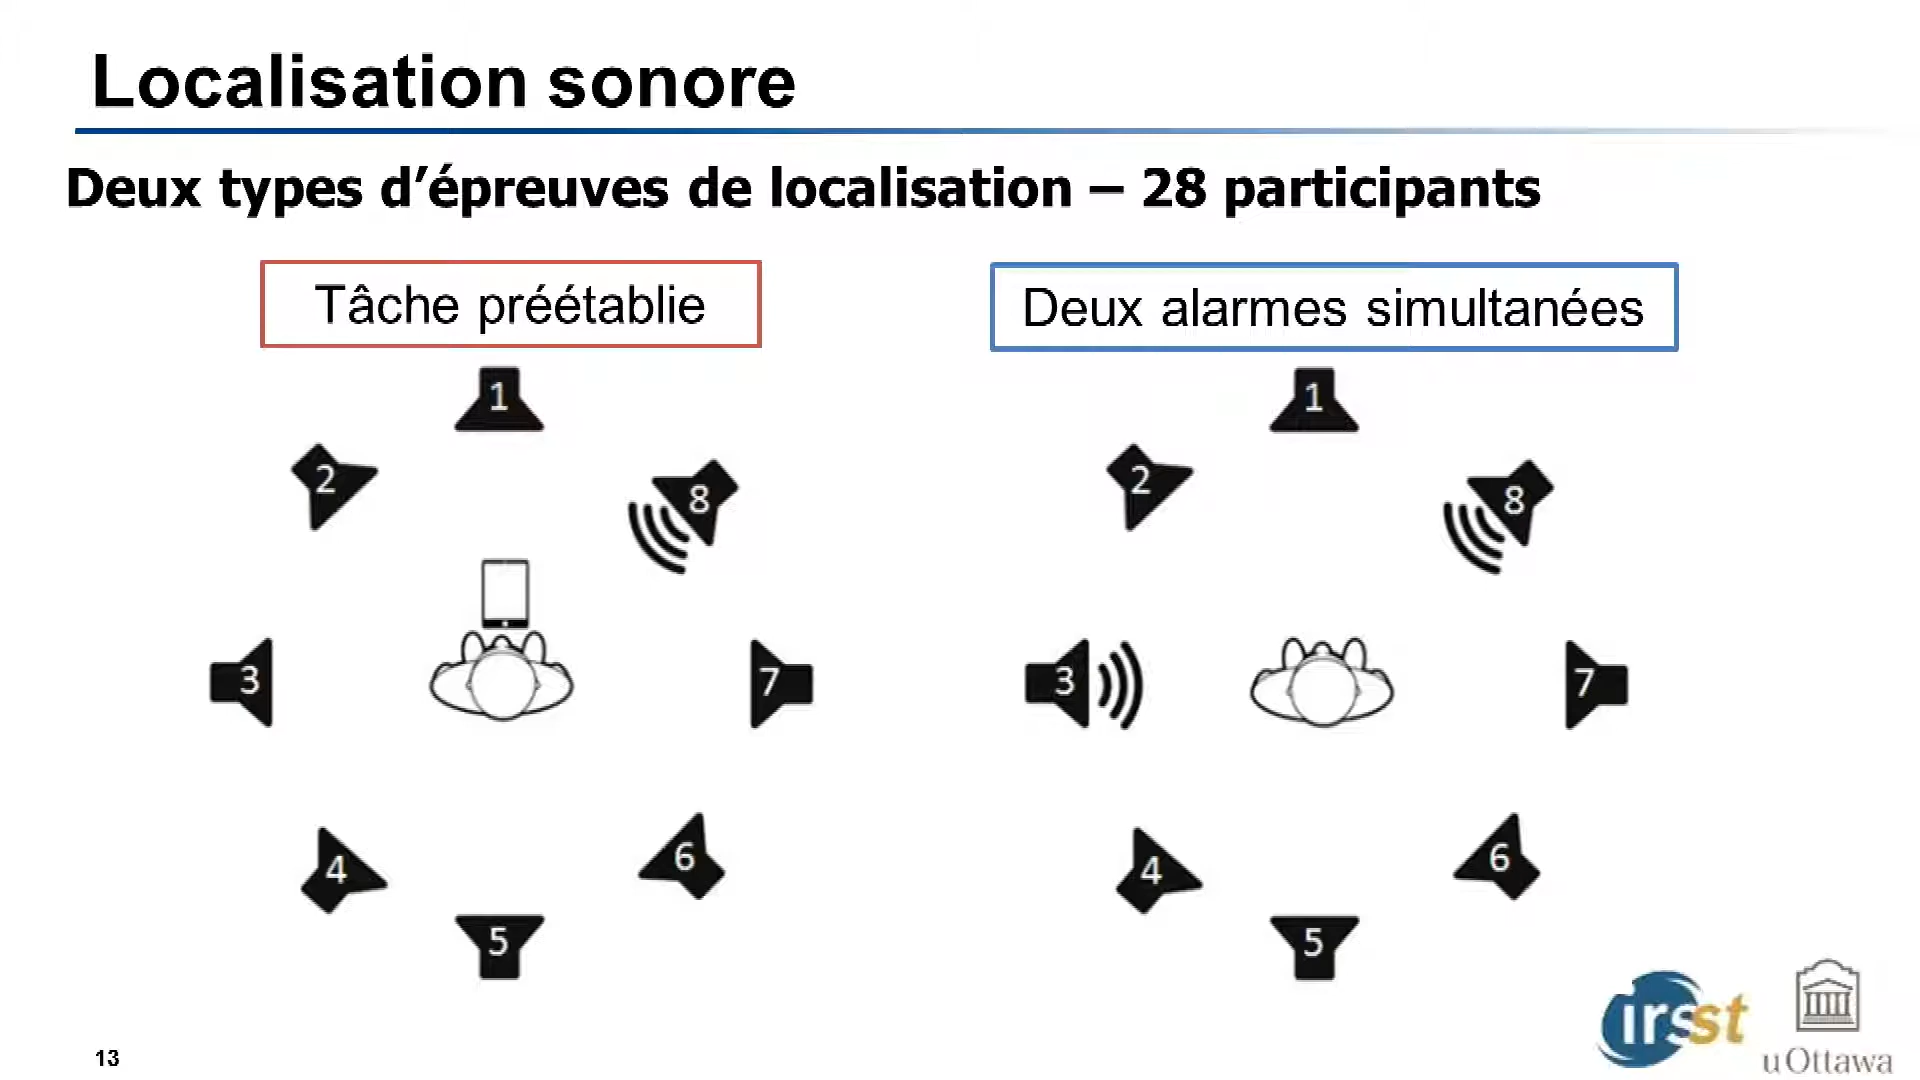 Localisation sonore
Deux types d’épreuves de localisation – 28 participants
Tâche préétablie
1
2
8
3
7
4
6
5
Deux alarmes simultanées
1
2
8
3
7
4
6
5
irsst
uOttawa
13